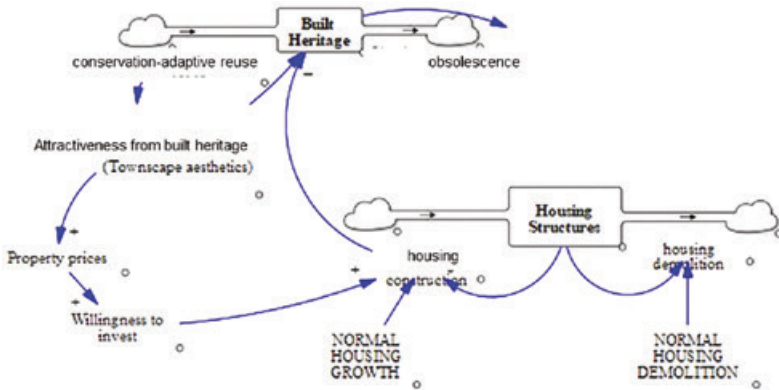 Built
Heritage
conservation-adaptive reuse
obsolescence
Attractiveness from built heritage
(Townscape aesthetics)
Housing
Structures
+
Property prices
housing
construction
housing
demolition
+
+
Willingness to
invest
NORMAL
HOUSING
GROWTH
NORMAL
HOUSING
DEMOLITION